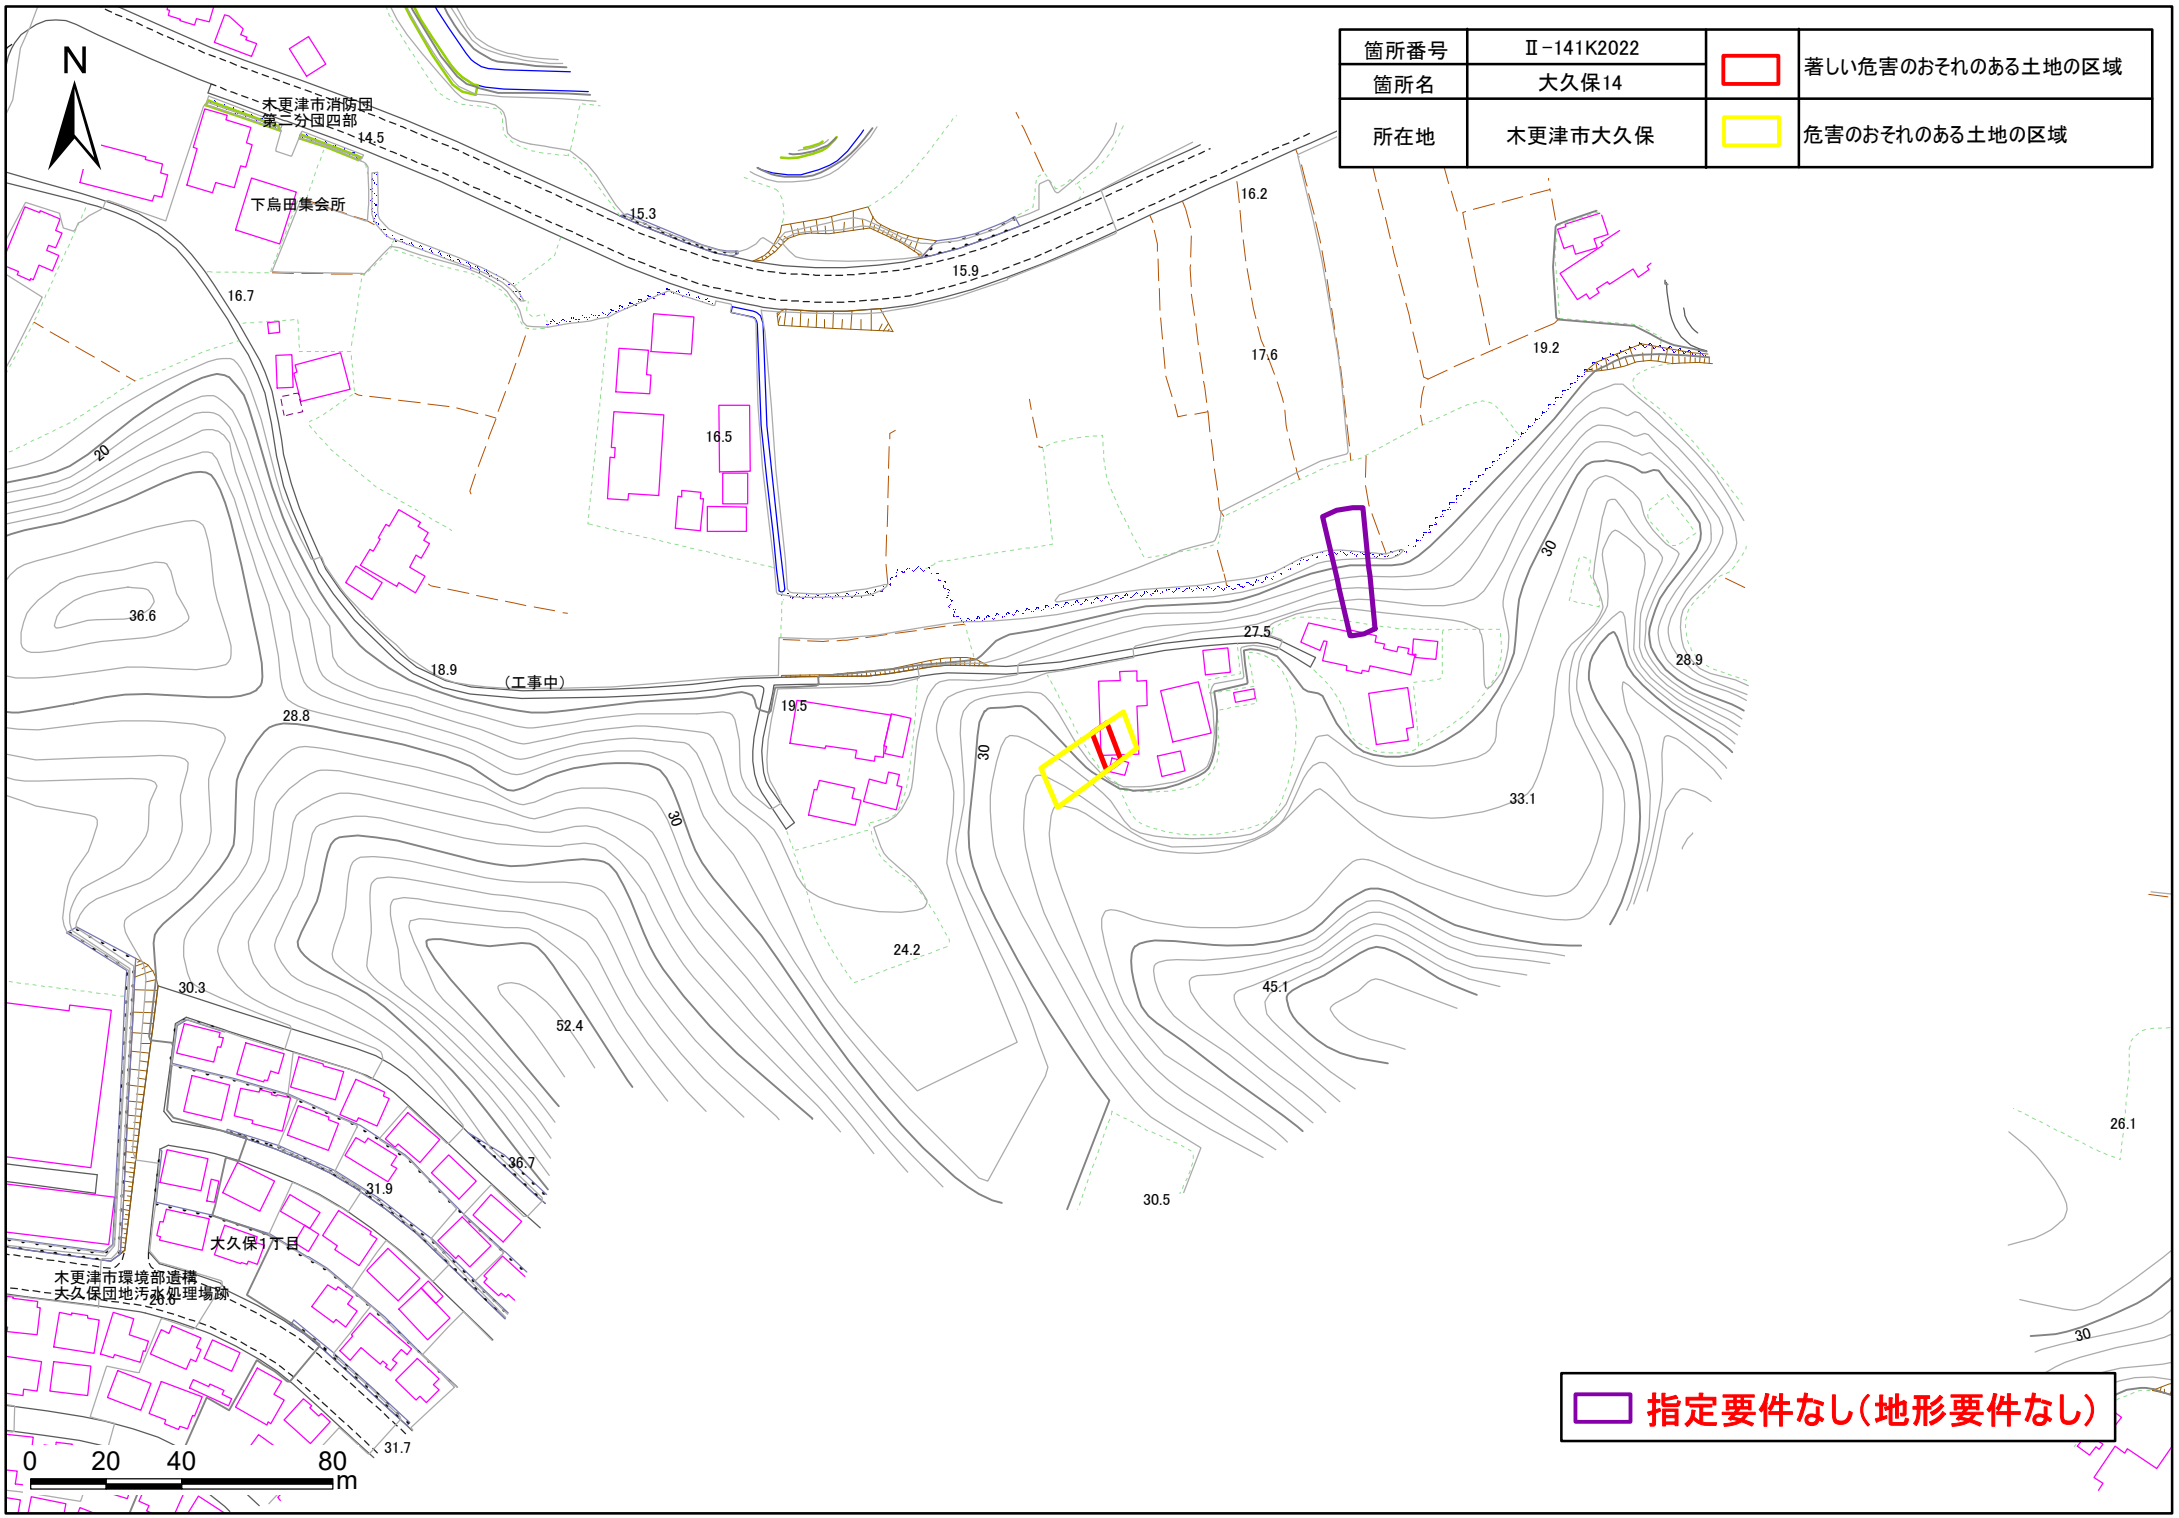 箇所番号 Ⅱ-141K2022
著しい危害のおそれのある土地の区域
箇所名 大久保14
所在地 木更津市大久保
危害のおそれのある土地の区域
N
木更津市消防団
第二分団四部
14.5
下烏田集会所
15.3
16.2
15.9
16.7
17.6
19.2
16.5
20
30
36.6
27.5
18.9
(工事中)
28.9
19.5
28.8
30
30
33.1
24.2
45.1
30.3
52.4
26.1
36.7
31.9
30.5
大久保1丁目
木更津市環境部遺構
大久保団地汚水処理場跡
26.6
30
指定要件なし(地形要件なし)
31.7
0 20 40 80
m